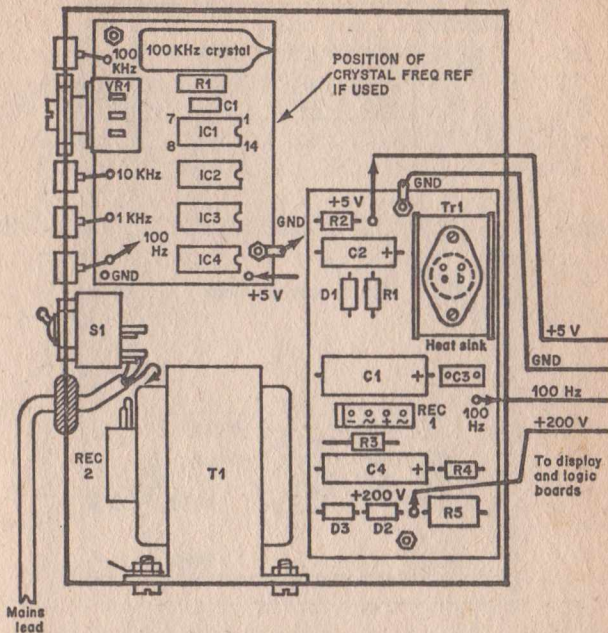 100 KHz crystal
100
KHz
VR1
R1
C1
7 IC1 1
8 14
POSITION OF
CRYSTAL FREQ REF
IF USED
10 KHz
IC2
1 KHz
IC3
100
Hz
IC4
GND
GND
+5 V
+5 V
GND
R2
Tr1
C2 +
b
D1
R1
Heat sink
S1
+5 V
GND
C1 +
C3
100 Hz
- ~ + ~
REC
1
100
Hz
+200 V
R3
REC
2
T1
C4 +
R4
To display
and logic
boards
+200 V
D3
D2
R5
Mains
lead